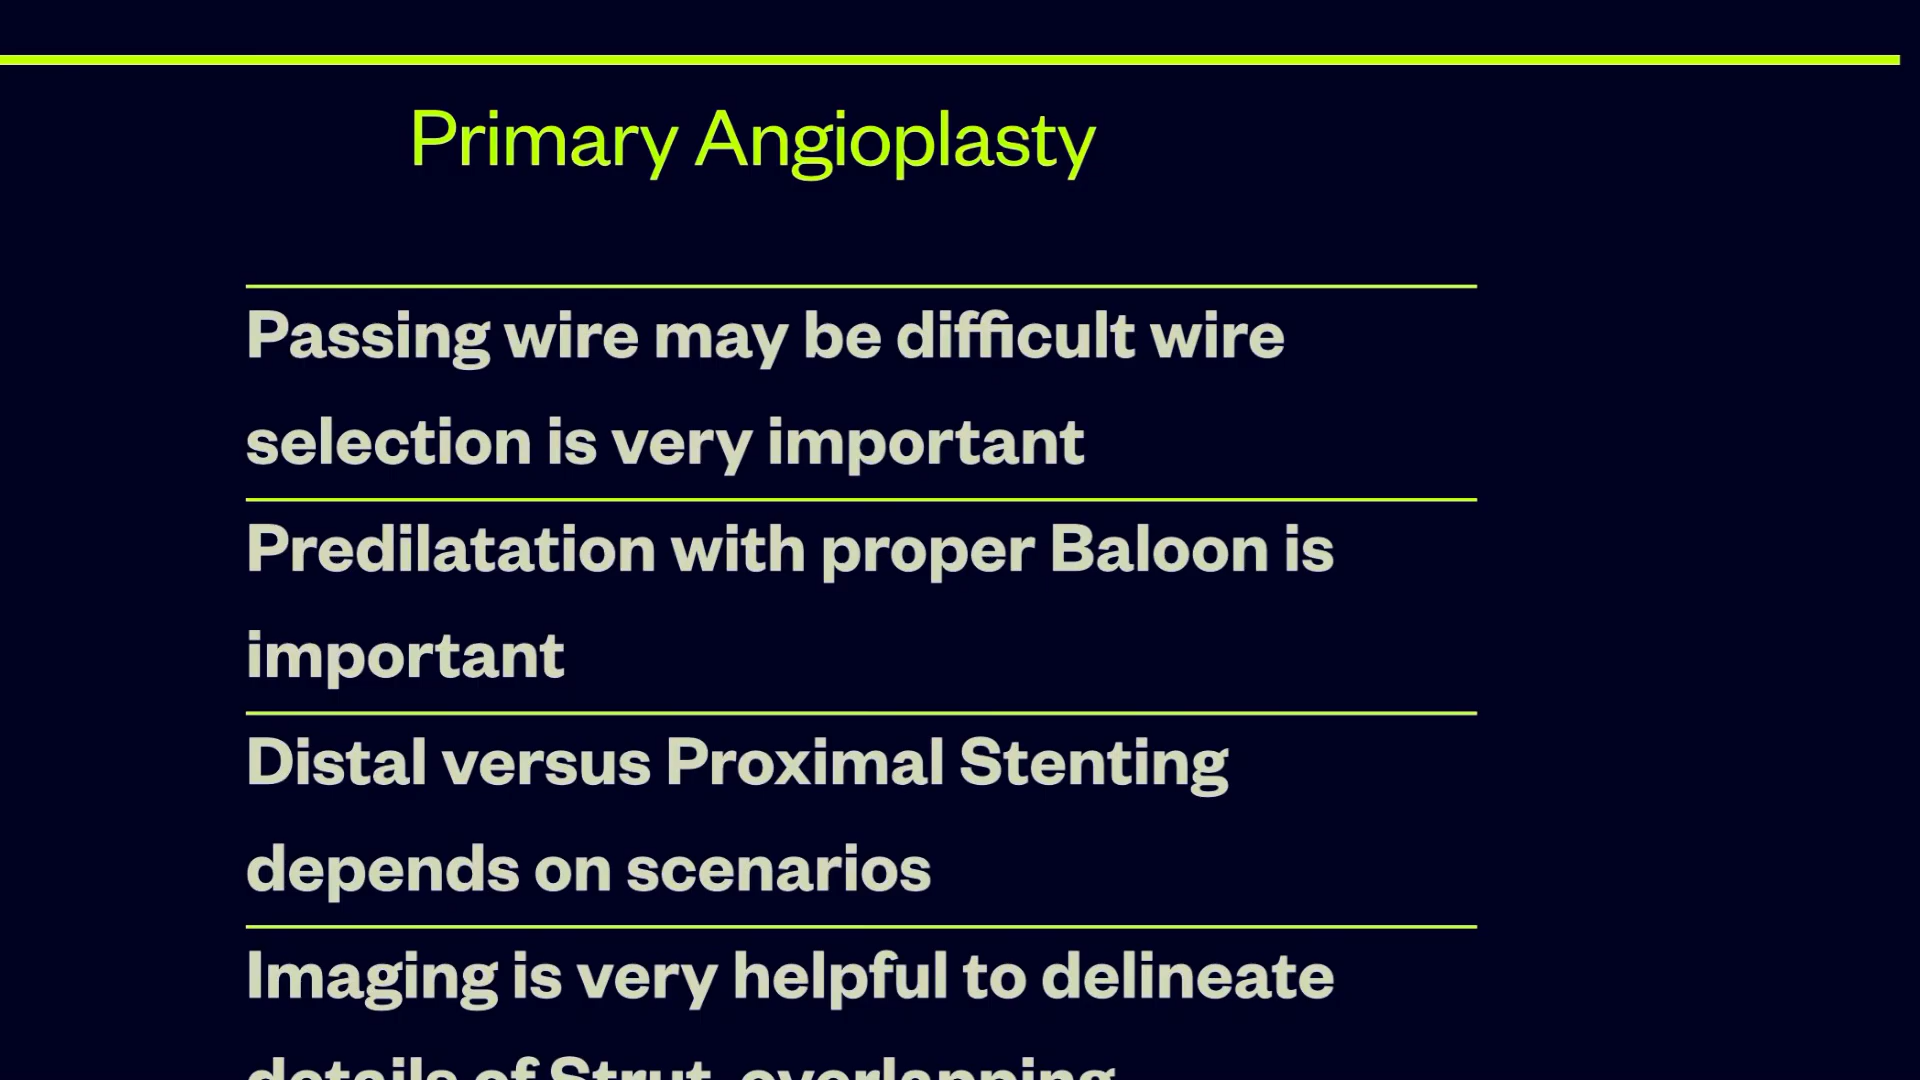 Primary Angioplasty
Passing wire may be difficult wire
selection is very important
Predilatation with proper Baloon is
important
Distal versus Proximal Stenting
depends on scenarios
Imaging is very helpful to delineate
details of Strut, overlapping